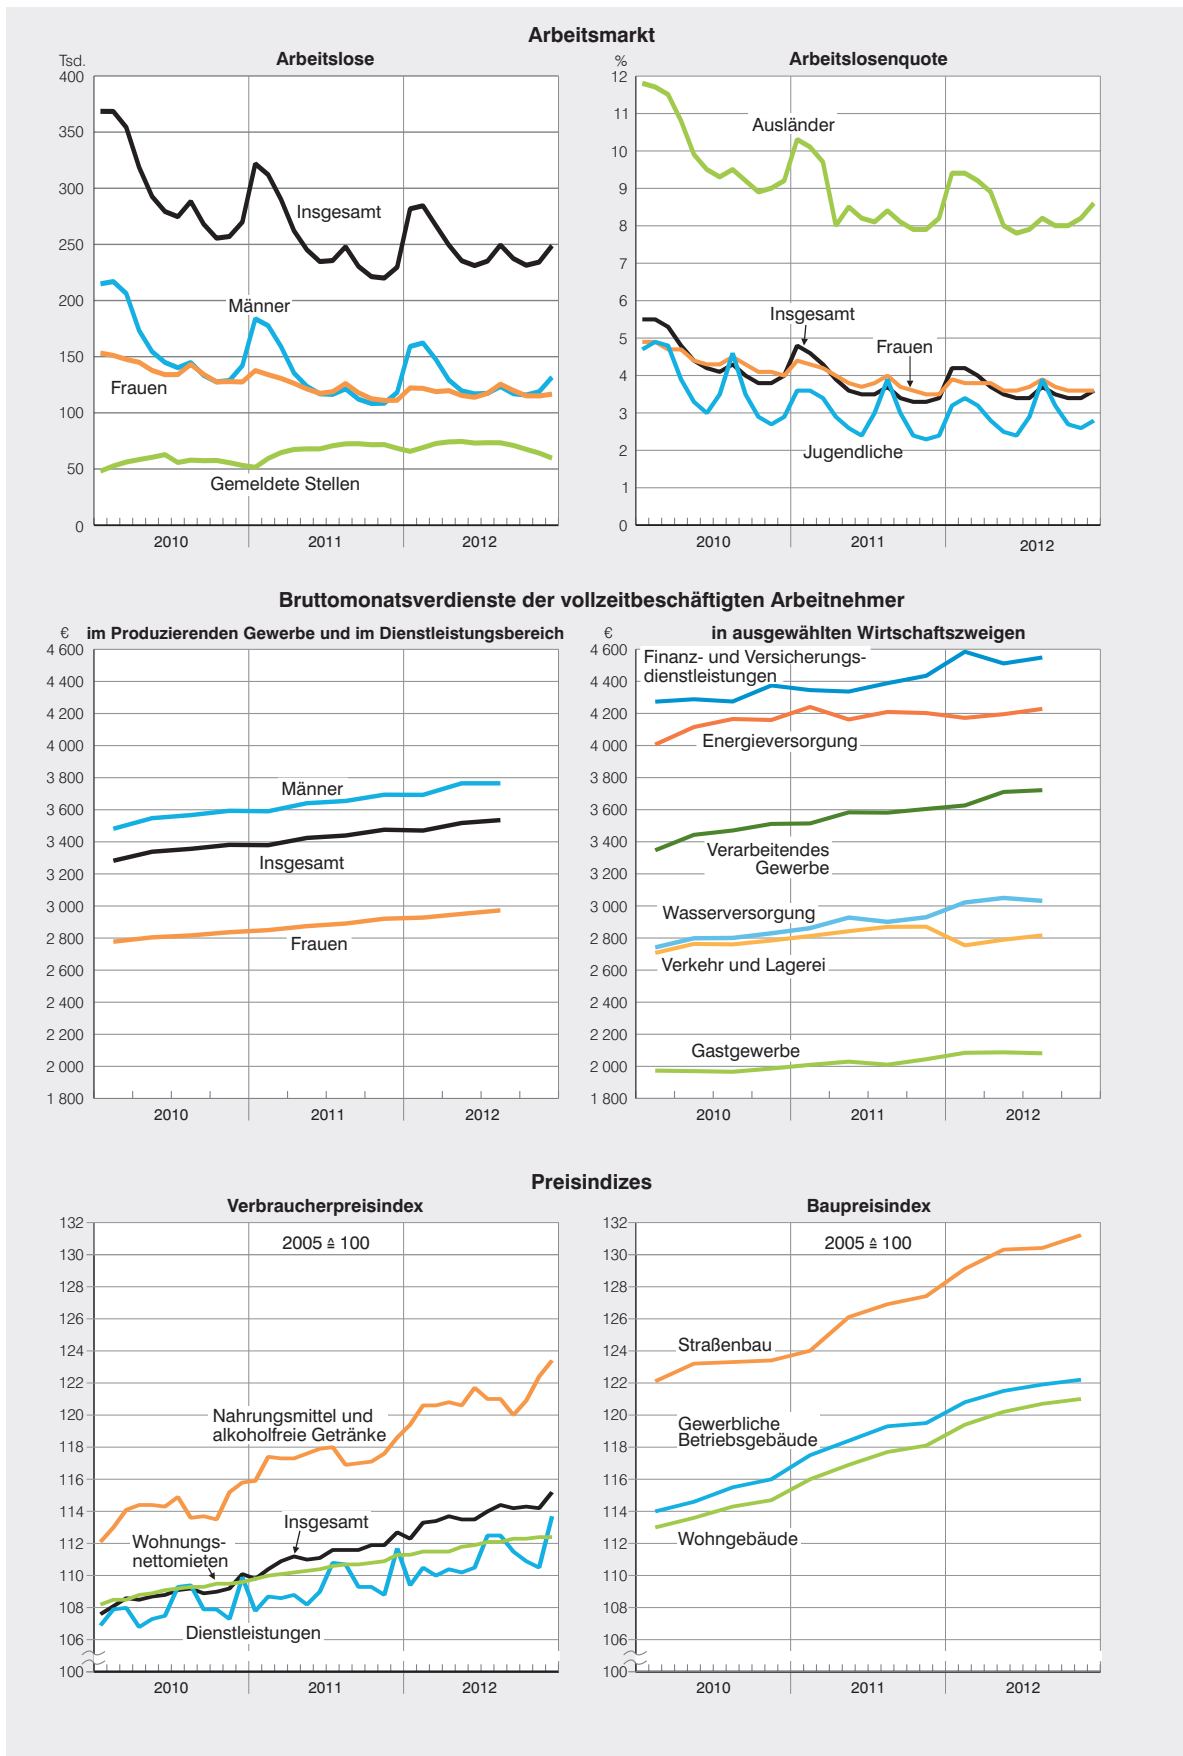 Arbeitsmarkt
Arbeitslose
Tsd.
400
350
300
250
200
150
100
50
0
Insgesamt
Männer
Frauen
Gemeldete Stellen
2010
2011
2012
Arbeitslosenquote
%
12
11
10
9
8
7
6
5
4
3
2
1
0
Ausländer
Insgesamt
Frauen
Jugendliche
2010
2011
2012
Bruttomonatsverdienste der vollzeitbeschäftigten Arbeitnehmer
im Produzierenden Gewerbe und im Dienstleistungsbereich
€
4 600
4 400
4 200
4 000
3 800
3 600
3 400
3 200
3 000
2 800
2 600
2 400
2 200
2 000
1 800
Männer
Insgesamt
Frauen
2010
2011
2012
in ausgewählten Wirtschaftszweigen
€
4 600
4 400
4 200
4 000
3 800
3 600
3 400
3 200
3 000
2 800
2 600
2 400
2 200
2 000
1 800
Finanz- und Versicherungs-
dienstleistungen
Energieversorgung
Verarbeitendes
Gewerbe
Wasserversorgung
Verkehr und Lagerei
Gastgewerbe
2010
2011
2012
Preisindizes
Verbraucherpreisindex
2005 ≙ 100
132
130
128
126
124
122
120
118
116
114
112
110
108
106
100
Nahrungsmittel und
alkoholfreie Getränke
Insgesamt
Wohnungs-
nettomieten
Dienstleistungen
2010
2011
2012
Baupreisindex
2005 ≙ 100
132
130
128
126
124
122
120
118
116
114
112
110
108
106
100
Straßenbau
Gewerbliche
Betriebsgebäude
Wohngebäude
2010
2011
2012